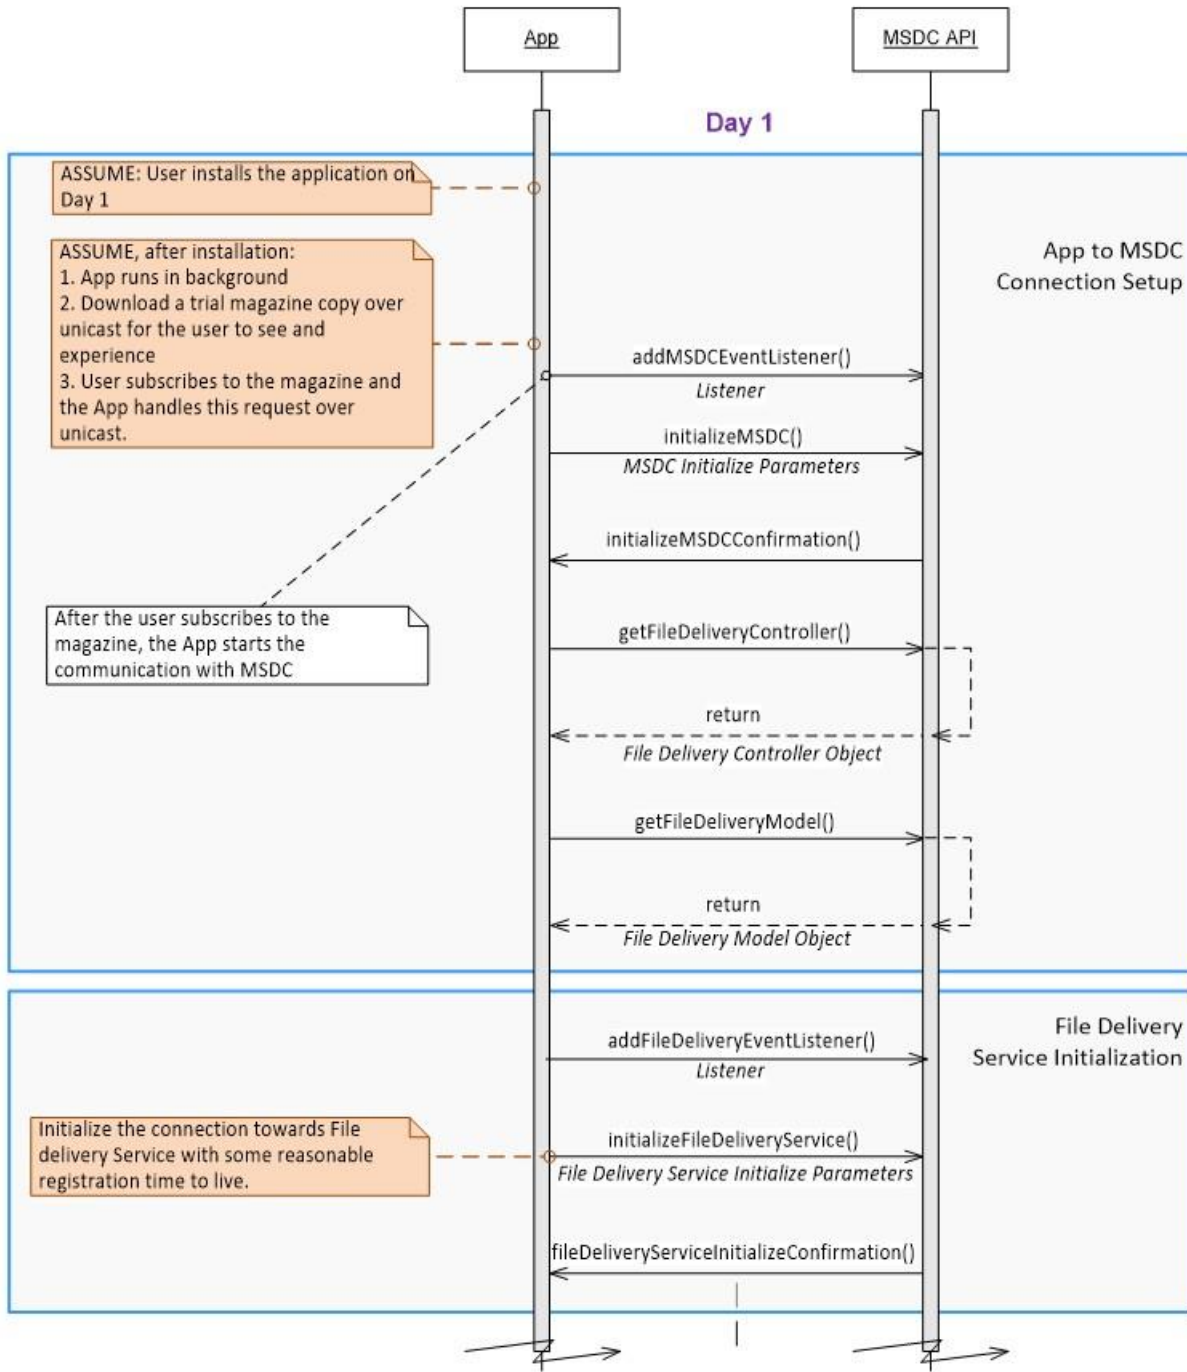 App
MSDC API
Day 1
ASSUME: User installs the application on
Day 1
ASSUME, after installation:
1. App runs in background
2. Download a trial magazine copy over
unicast for the user to see and
experience
3. User subscribes to the magazine and
the App handles this request over
unicast.
App to MSDC
Connection Setup
addMSDCEventListener()
Listener
initializeMSDC()
MSDC Initialize Parameters
initializeMSDCConfirmation()
After the user subscribes to the
magazine, the App starts the
communication with MSDC
getFileDeliveryController()
return
File Delivery Controller Object
getFileDeliveryModel()
return
File Delivery Model Object
File Delivery
Service Initialization
addFileDeliveryEventListener()
Listener
Initialize the connection towards File
delivery Service with some reasonable
registration time to live.
initializeFileDeliveryService()
File Delivery Service Initialize Parameters
fileDeliveryServiceInitializeConfirmation()